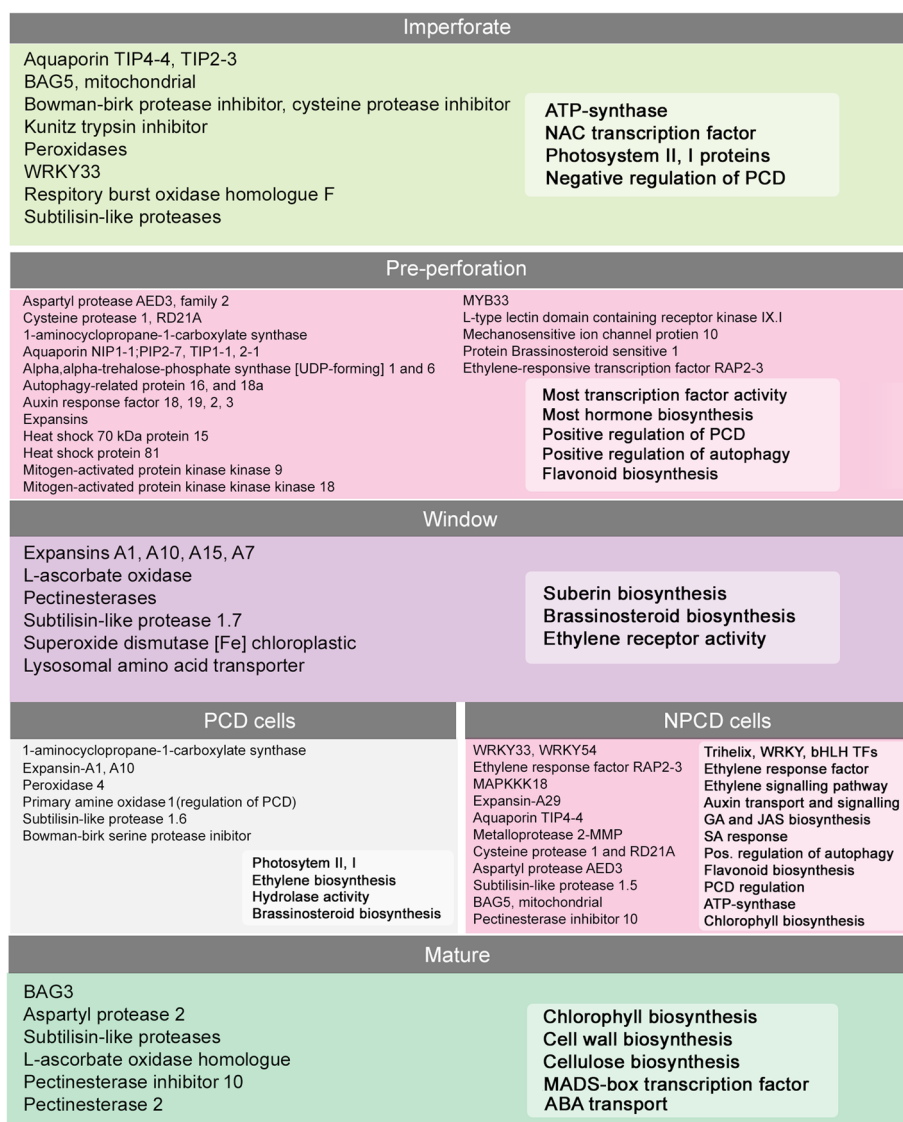 Imperforate
Aquaporin TIP4-4, TIP2-3
BAG5, mitochondrial
Bowman-birk protease inhibitor, cysteine protease inhibitor
Kunitz trypsin inhibitor
Peroxidases
WRKY33
Respitory burst oxidase homologue F
Subtilisin-like proteases
ATP-synthase
NAC transcription factor
Photosystem II, I proteins
Negative regulation of PCD
Pre-perforation
Aspartyl protease AED3, family 2
Cysteine protease 1, RD21A
1-aminocyclopropane-1-carboxylate synthase
Aquaporin NIP1-1;PIP2-7, TIP1-1, 2-1
Alpha,alpha-trehalose-phosphate synthase [UDP-forming] 1 and 6
Autophagy-related protein 16, and 18a
Auxin response factor 18, 19, 2, 3
Expansins
Heat shock 70 kDa protein 15
Heat shock protein 81
Mitogen-activated protein kinase kinase 9
Mitogen-activated protein kinase kinase kinase 18
MYB33
L-type lectin domain containing receptor kinase IX.I
Mechanosensitive ion channel protien 10
Protein Brassinosteroid sensitive 1
Ethylene-responsive transcription factor RAP2-3
Most transcription factor activity
Most hormone biosynthesis
Positive regulation of PCD
Positive regulation of autophagy
Flavonoid biosynthesis
Window
Expansins A1, A10, A15, A7
L-ascorbate oxidase
Pectinesterases
Subtilisin-like protease 1.7
Superoxide dismutase [Fe] chloroplastic
Lysosomal amino acid transporter
Suberin biosynthesis
Brassinosteroid biosynthesis
Ethylene receptor activity
PCD cells
1-aminocyclopropane-1-carboxylate synthase
Expansin-A1, A10
Peroxidase 4
Primary amine oxidase 1 (regulation of PCD)
Subtilisin-like protease 1.6
Bowman-birk serine protease inibitor
Photosytem II, I
Ethylene biosynthesis
Hydrolase activity
Brassinosteroid biosynthesis
NPCD cells
WRKY33, WRKY54
Ethylene response factor RAP2-3
MAPKKK18
Expansin-A29
Aquaporin TIP4-4
Metalloprotease 2-MMP
Cysteine protease 1 and RD21A
Aspartyl protease AED3
Subtilisin-like protease 1.5
BAG5, mitochondrial
Pectinesterase inhibitor 10
Trihelix, WRKY, bHLH TFs
Ethylene response factor
Ethylene signalling pathway
Auxin transport and signalling
GA and JAS biosynthesis
SA response
Pos. regulation of autophagy
Flavonoid biosynthesis
PCD regulation
ATP-synthase
Chlorophyll biosynthesis
Mature
BAG3
Aspartyl protease 2
Subtilisin-like proteases
L-ascorbate oxidase homologue
Pectinesterase inhibitor 10
Pectinesterase 2
Chlorophyll biosynthesis
Cell wall biosynthesis
Cellulose biosynthesis
MADS-box transcription factor
ABA transport